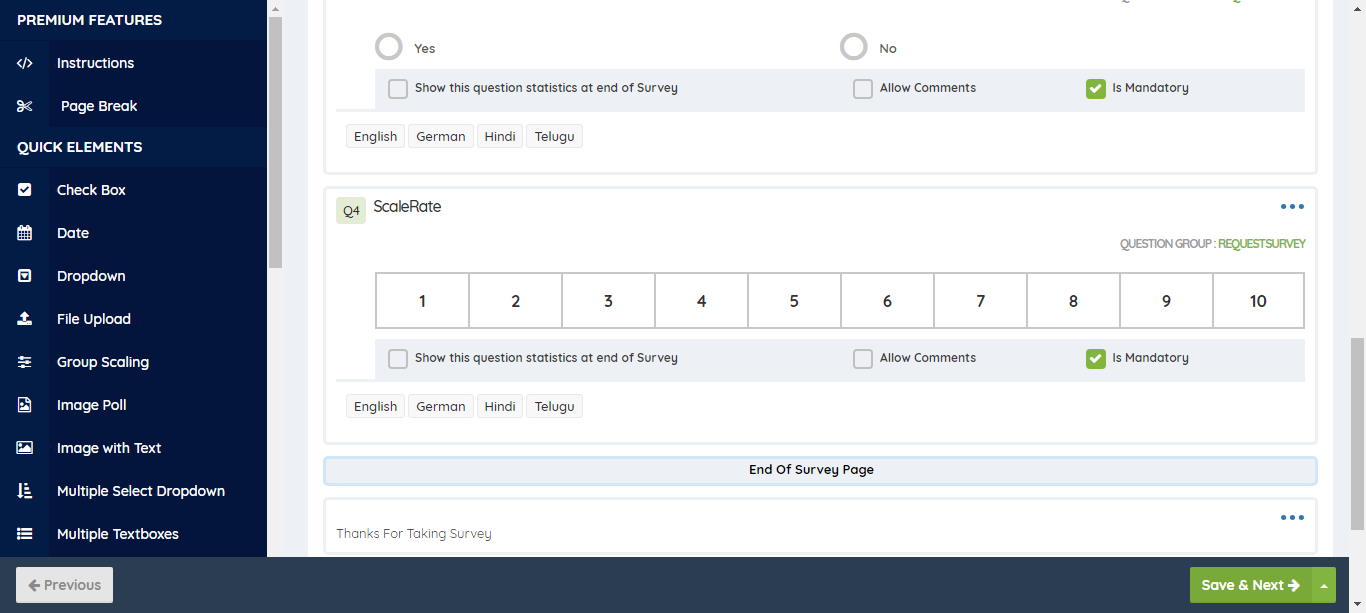 PREMIUM FEATURES
Instructions
Page Break
QUICK ELEMENTS
Check Box
Date
Dropdown
File Upload
Group Scaling
Image Poll
Image with Text
Multiple Select Dropdown
Multiple Textboxes
Yes No
Show this question statistics at end of Survey Allow Comments Is Mandatory
English German Hindi Telugu
Q4 ScaleRate
QUESTION GROUP : REQUESTSURVEY
1 2 3 4 5 6 7 8 9 10
Show this question statistics at end of Survey Allow Comments Is Mandatory
English German Hindi Telugu
End Of Survey Page
Thanks For Taking Survey
Previous Save & Next